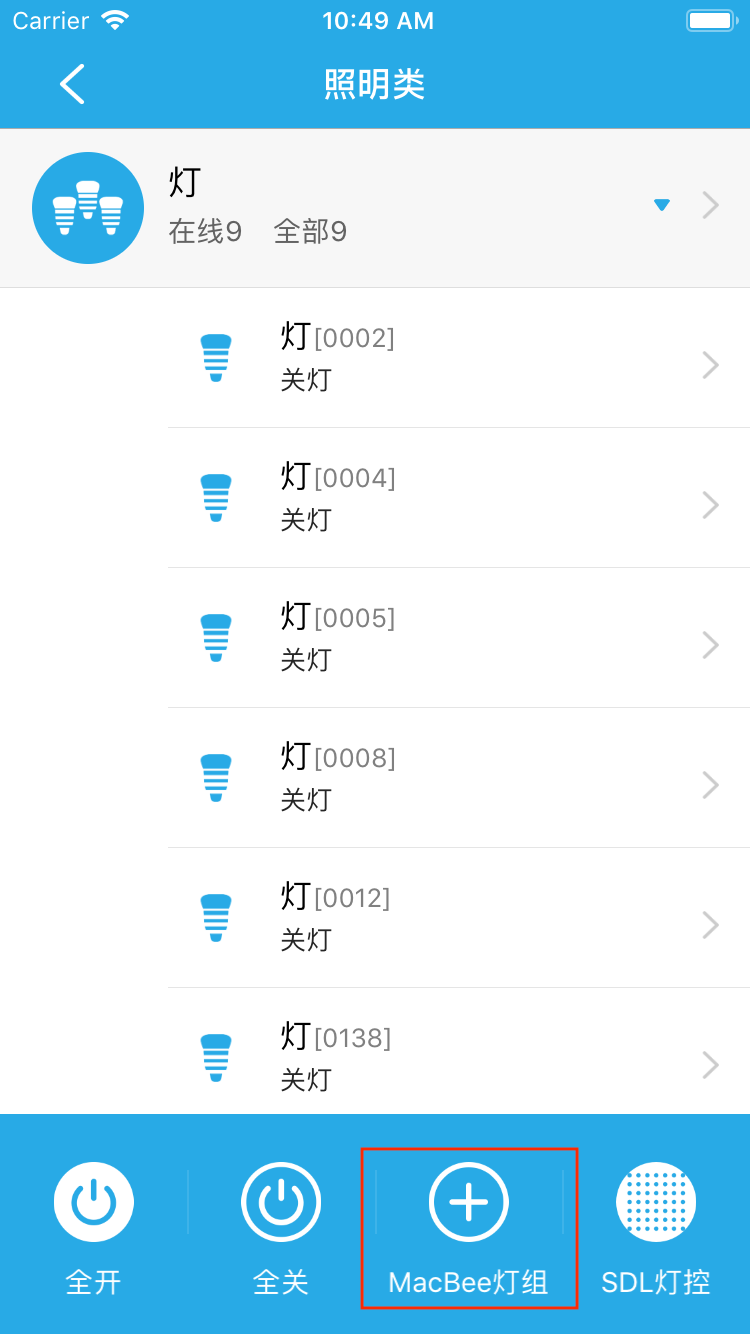 Carrier 10:49 AM
照明类
灯
在线9 全部9
灯[0002]
关灯
灯[0004]
关灯
灯[0005]
关灯
灯[0008]
关灯
灯[0012]
关灯
灯[0138]
关灯
全开 全关 MacBee灯组 SDL灯控